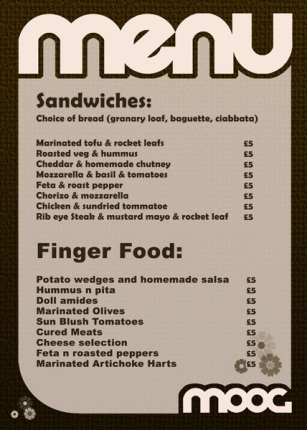 menu
Sandwiches:
Choice of bread (granary loaf, baguette, ciabbata)
Marinated tofu & rocket leafs £5
Roasted veg & hummus £5
Cheddar & homemade chutney £5
Mozzarella & basil & tomatoes £5
Feta & roast pepper £5
Chorizo & mozzarella £5
Chicken & sundried tommatoe £5
Rib eye Steak & mustard mayo & rocket leaf £5
Finger Food:
Potato wedges and homemade salsa £5
Hummus n pita £5
Doll amides £5
Marinated Olives £5
Sun Blush Tomatoes £5
Cured Meats £5
Cheese selection £5
Feta n roasted peppers £5
Marinated Artichoke Harts £5
moog